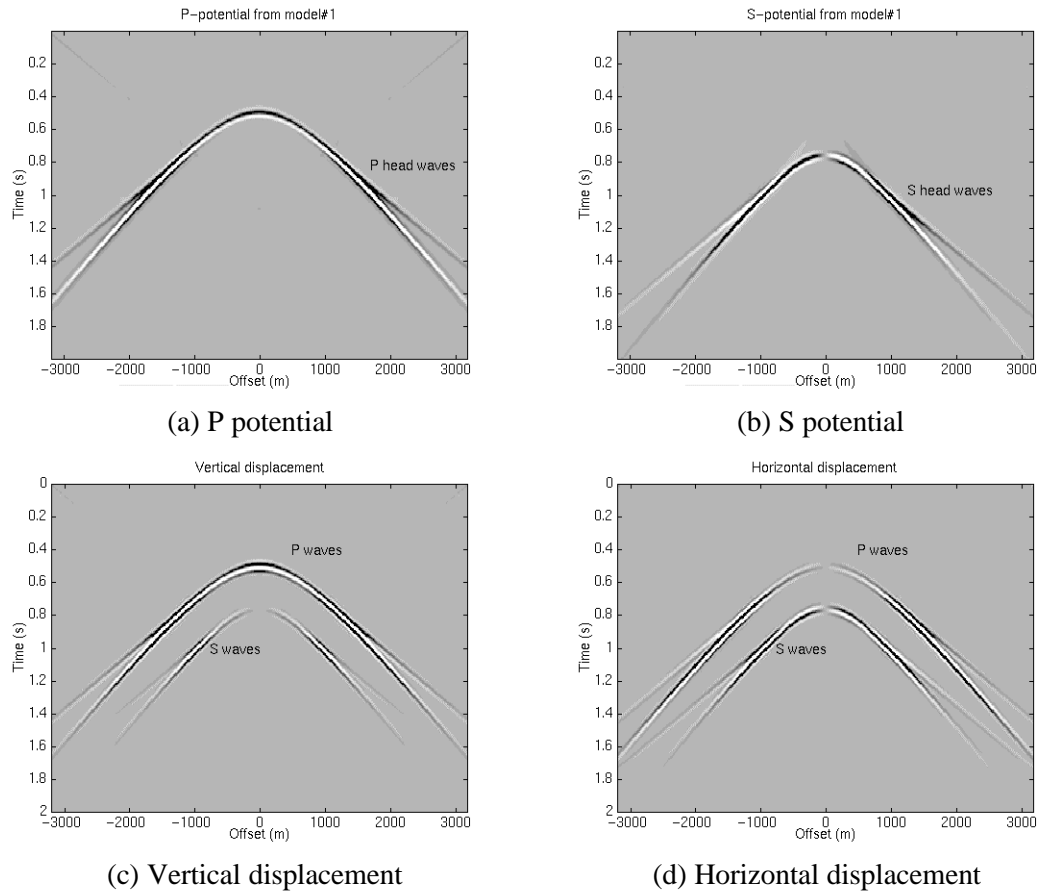 P-potential from model#1
0.2
0.4
0.6
0.8
1
1.2
1.4
1.6
1.8
Time (s)
P head waves
-3000 -2000 -1000 0 1000 2000 3000
Offset (m)
(a) P potential
S-potential from model#1
0.2
0.4
0.6
0.8
1
1.2
1.4
1.6
1.8
Time (s)
S head waves
-3000 -2000 -1000 0 1000 2000 3000
Offset (m)
(b) S potential
Vertical displacement
0
0.2
0.4
0.6
0.8
1
1.2
1.4
1.6
1.8
2
Time (s)
P waves
S waves
-3000 -2000 -1000 0 1000 2000 3000
Offset (m)
(c) Vertical displacement
Horizontal displacement
0
0.2
0.4
0.6
0.8
1
1.2
1.4
1.6
1.8
2
Time (s)
P waves
S waves
-3000 -2000 -1000 0 1000 2000 3000
Offset (m)
(d) Horizontal displacement